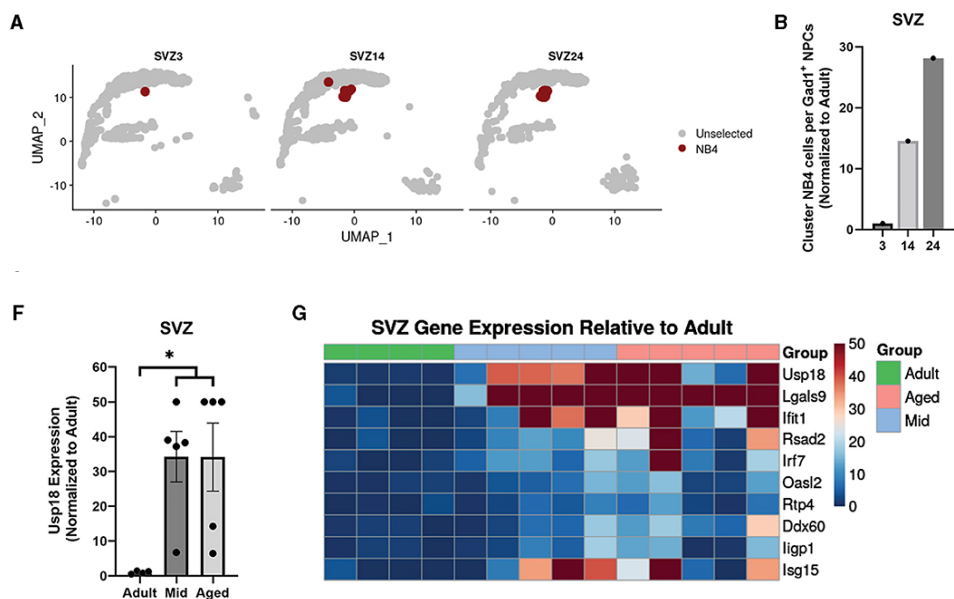 A
SVZ3
SVZ14
SVZ24
UMAP_2
10
0
-10
-10
0
10
-10
0
10
-10
0
10
UMAP_1
Unselected
NB4
B
SVZ
Cluster NB4 cells per Gad1+ NPCs
(Normalized to Adult)
30
20
10
0
3
14
24
F
SVZ
*
Usp18 Expression
(Normalized to Adult)
60
50
40
30
20
10
0
Adult
Mid
Aged
G
SVZ Gene Expression Relative to Adult
Group
Usp18
Lgals9
Ifit1
Rsad2
Irf7
Oasl2
Rtp4
Ddx60
Iigp1
Isg15
50
40
30
20
10
0
Group
Adult
Aged
Mid